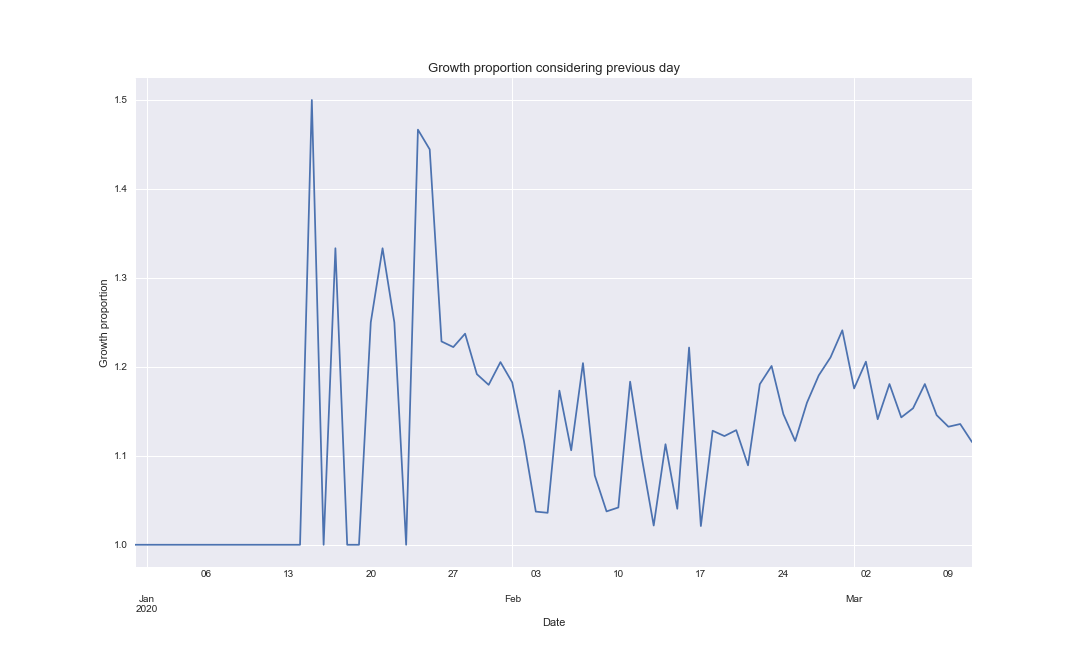 Growth proportion considering previous day
Growth proportion
1.5
1.4
1.3
1.2
1.1
1.0
06 13 20 27 03 10 17 24 02 09
Jan Feb Mar
2020
Date